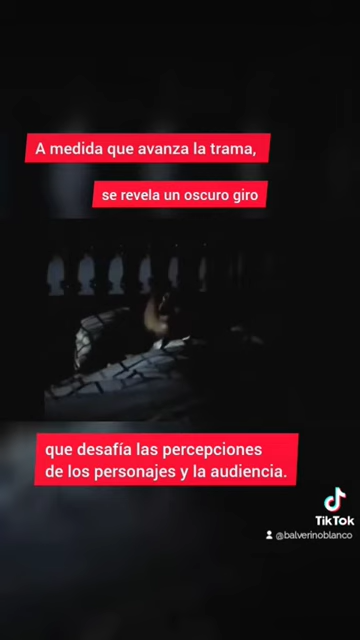 A medida que avanza la trama,
se revela un oscuro giro
que desafía las percepciones
de los personajes y la audiencia.
TikTok
@balverinoblanco